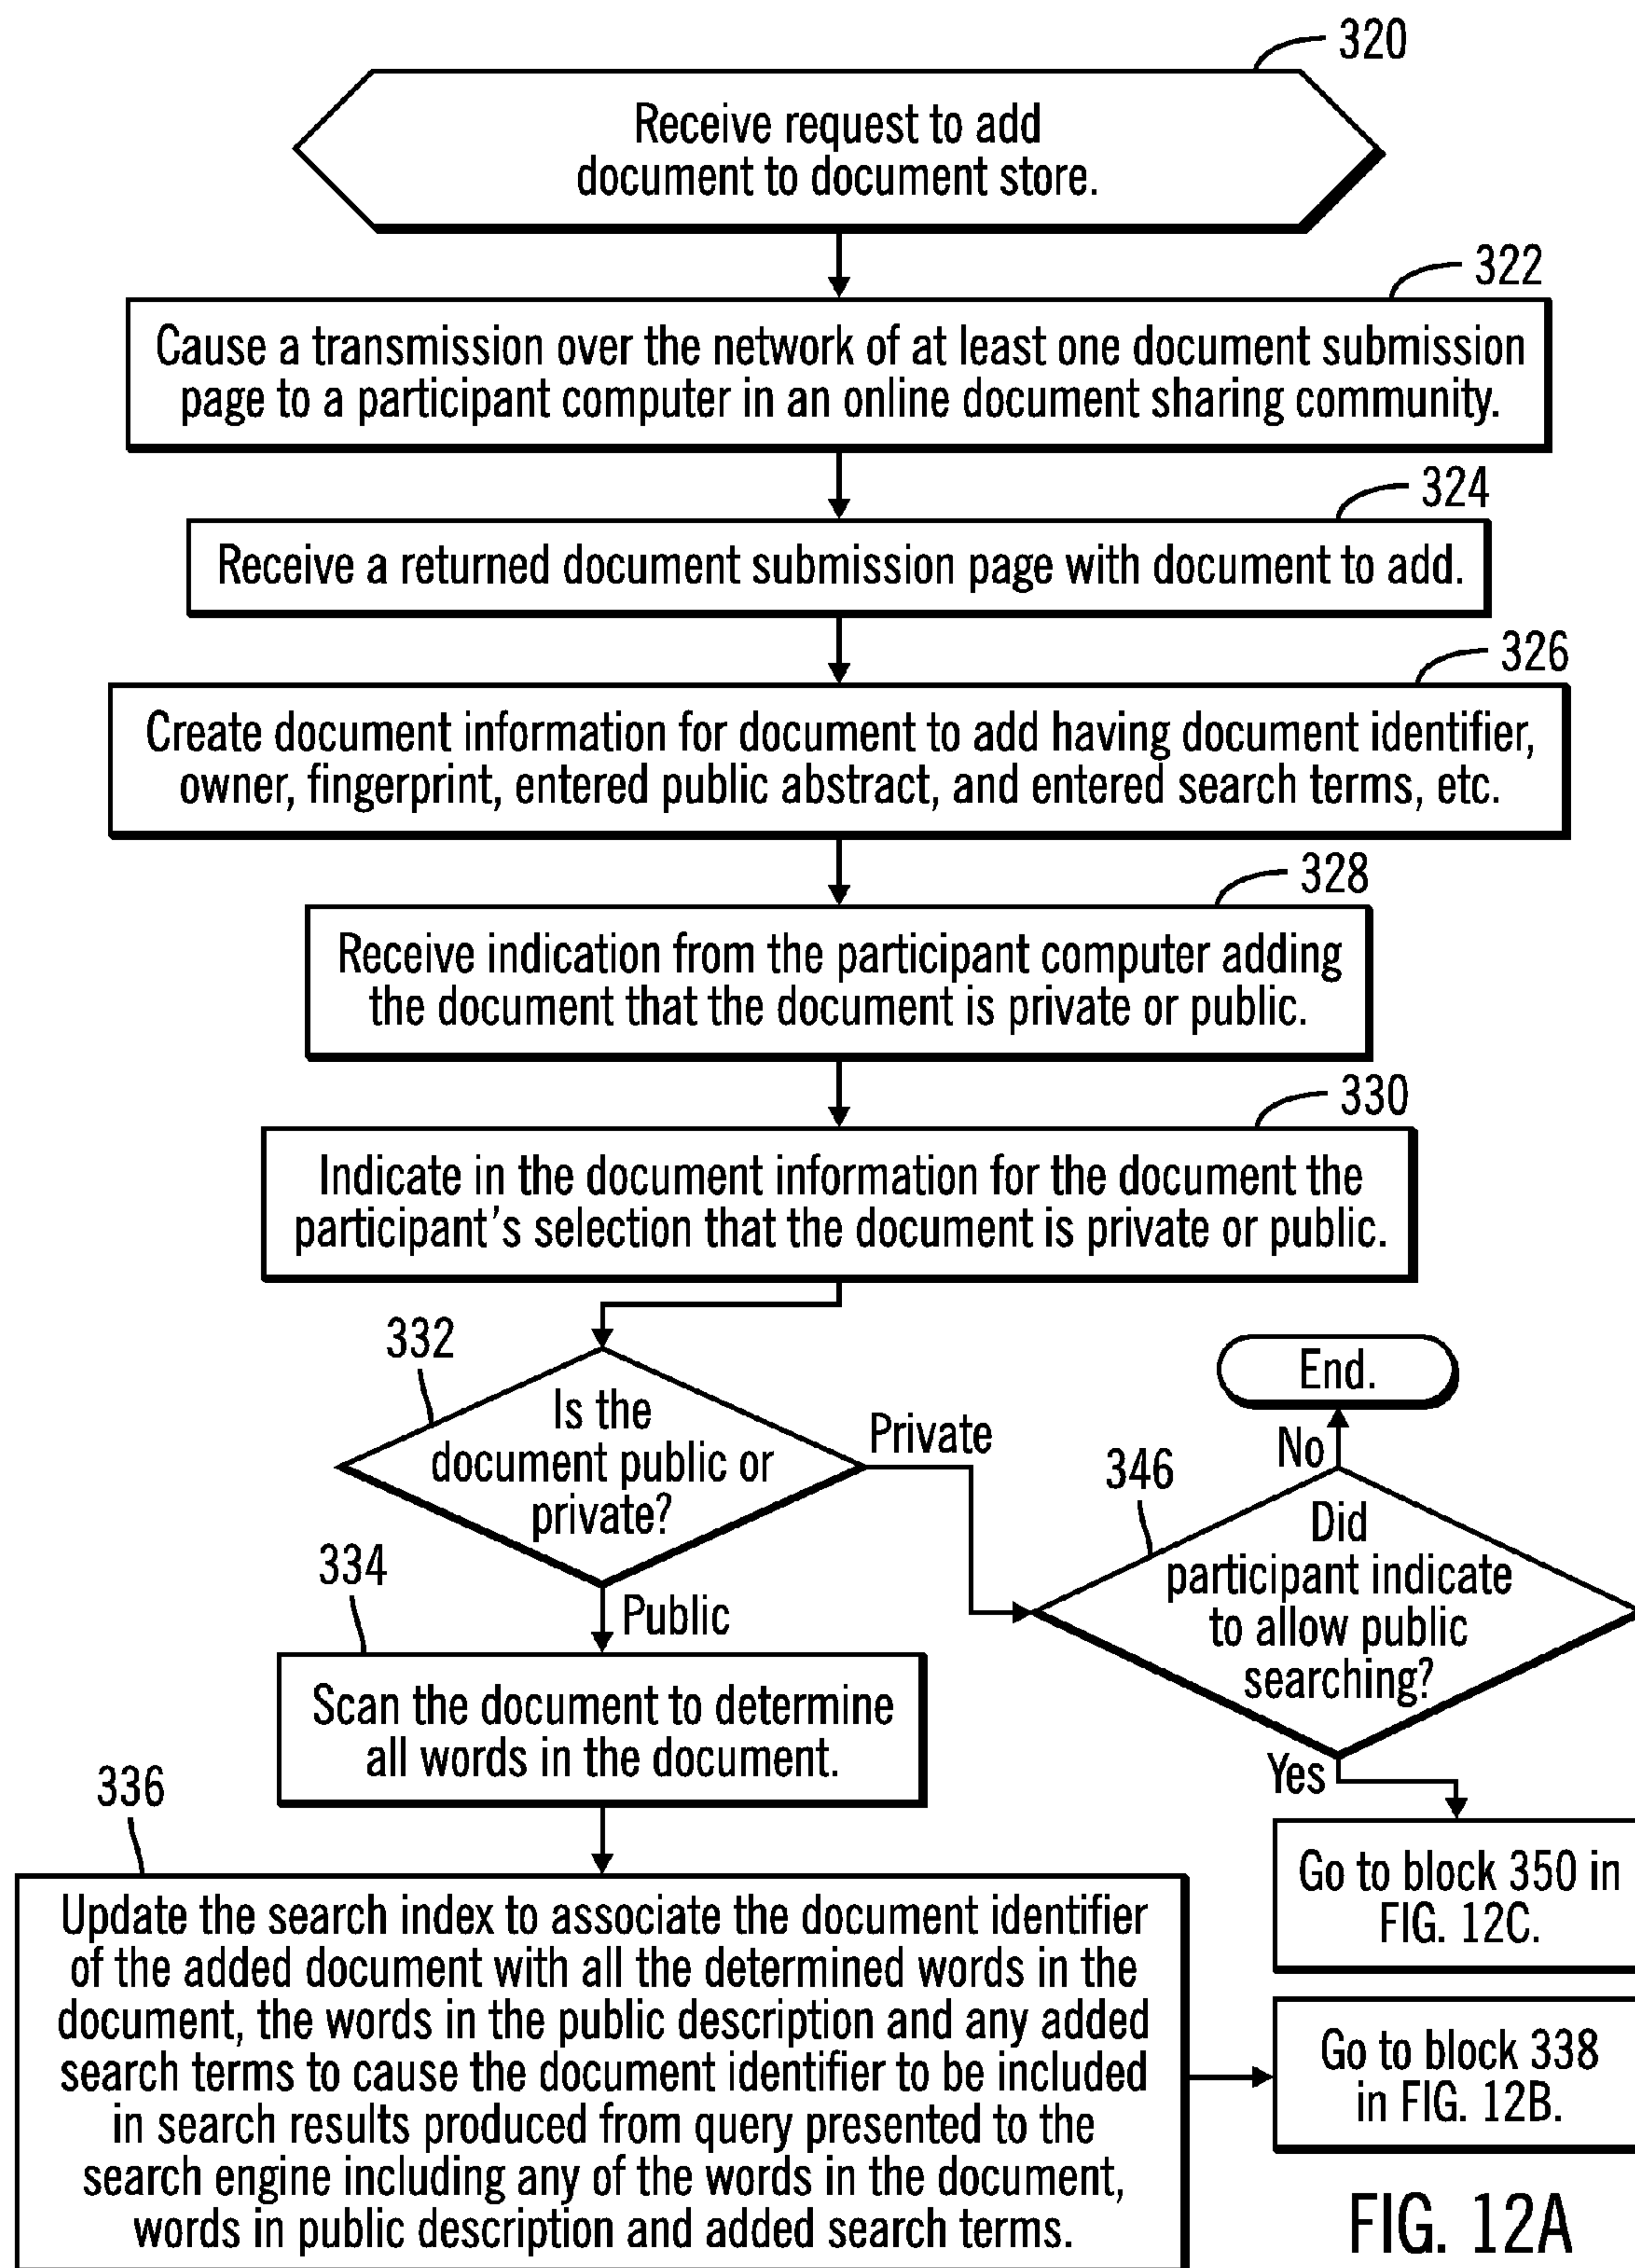 320
Receive request to add
document to document store.
322
Cause a transmission over the network of at least one document submission
page to a participant computer in an online document sharing community.
324
Receive a returned document submission page with document to add.
326
Create document information for document to add having document identifier,
owner, fingerprint, entered public abstract, and entered search terms, etc.
328
Receive indication from the participant computer adding
the document that the document is private or public.
330
Indicate in the document information for the document the
participant's selection that the document is private or public.
332
Is the
document public or
private?
Private
Public
End.
No
346
Did
participant indicate
to allow public
searching?
Yes
334
Scan the document to determine
all words in the document.
Go to block 350 in
FIG. 12C.
336
Update the search index to associate the document identifier
of the added document with all the determined words in the
document, the words in the public description and any added
search terms to cause the document identifier to be included
in search results produced from query presented to the
search engine including any of the words in the document,
words in public description and added search terms.
Go to block 338
in FIG. 12B.
FIG. 12A